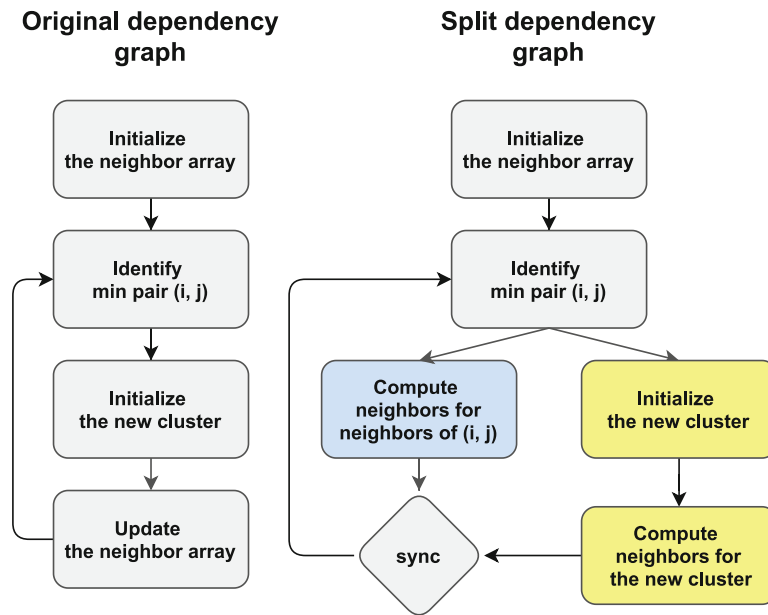 Original dependency
graph
Initialize
the neighbor array
Identify
min pair (i, j)
Initialize
the new cluster
Update
the neighbor array
Split dependency
graph
Initialize
the neighbor array
Identify
min pair (i, j)
Compute
neighbors for
neighbors of (i, j)
Initialize
the new cluster
sync
Compute
neighbors for
the new cluster